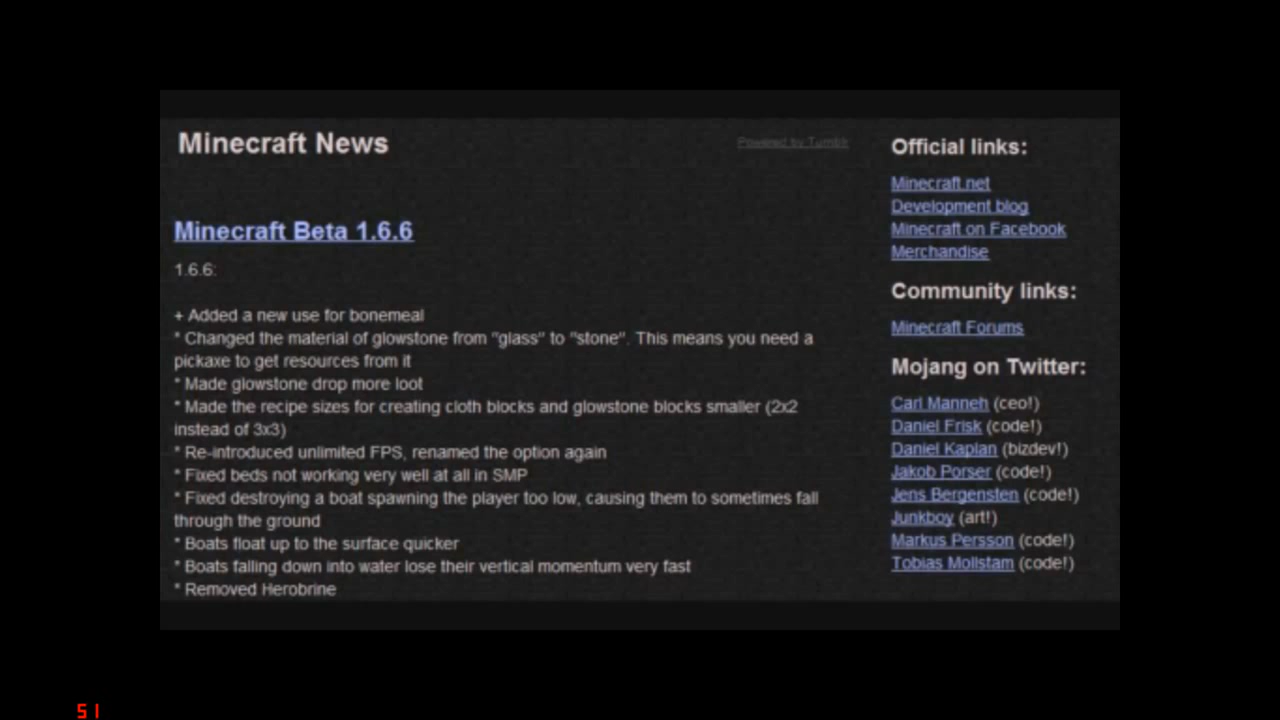 Minecraft News
Powered by Tumblr
Minecraft Beta 1.6.6
1.6.6:
+ Added a new use for bonemeal
* Changed the material of glowstone from "glass" to "stone". This means you need a
pickaxe to get resources from it
* Made glowstone drop more loot
* Made the recipe sizes for creating cloth blocks and glowstone blocks smaller (2x2
instead of 3x3)
* Re-introduced unlimited FPS, renamed the option again
* Fixed beds not working very well at all in SMP
* Fixed destroying a boat spawning the player too low, causing them to sometimes fall
through the ground
* Boats float up to the surface quicker
* Boats falling down into water lose their vertical momentum very fast
* Removed Herobrine
Official links:
Minecraft.net
Development blog
Minecraft on Facebook
Merchandise
Community links:
Minecraft Forums
Mojang on Twitter:
Carl Manneh (ceo!)
Daniel Frisk (code!)
Daniel Kaplan (bizdev!)
Jakob Porser (code!)
Jens Bergensten (code!)
Junkboy (art!)
Markus Persson (code!)
Tobias Mollstam (code!)
51